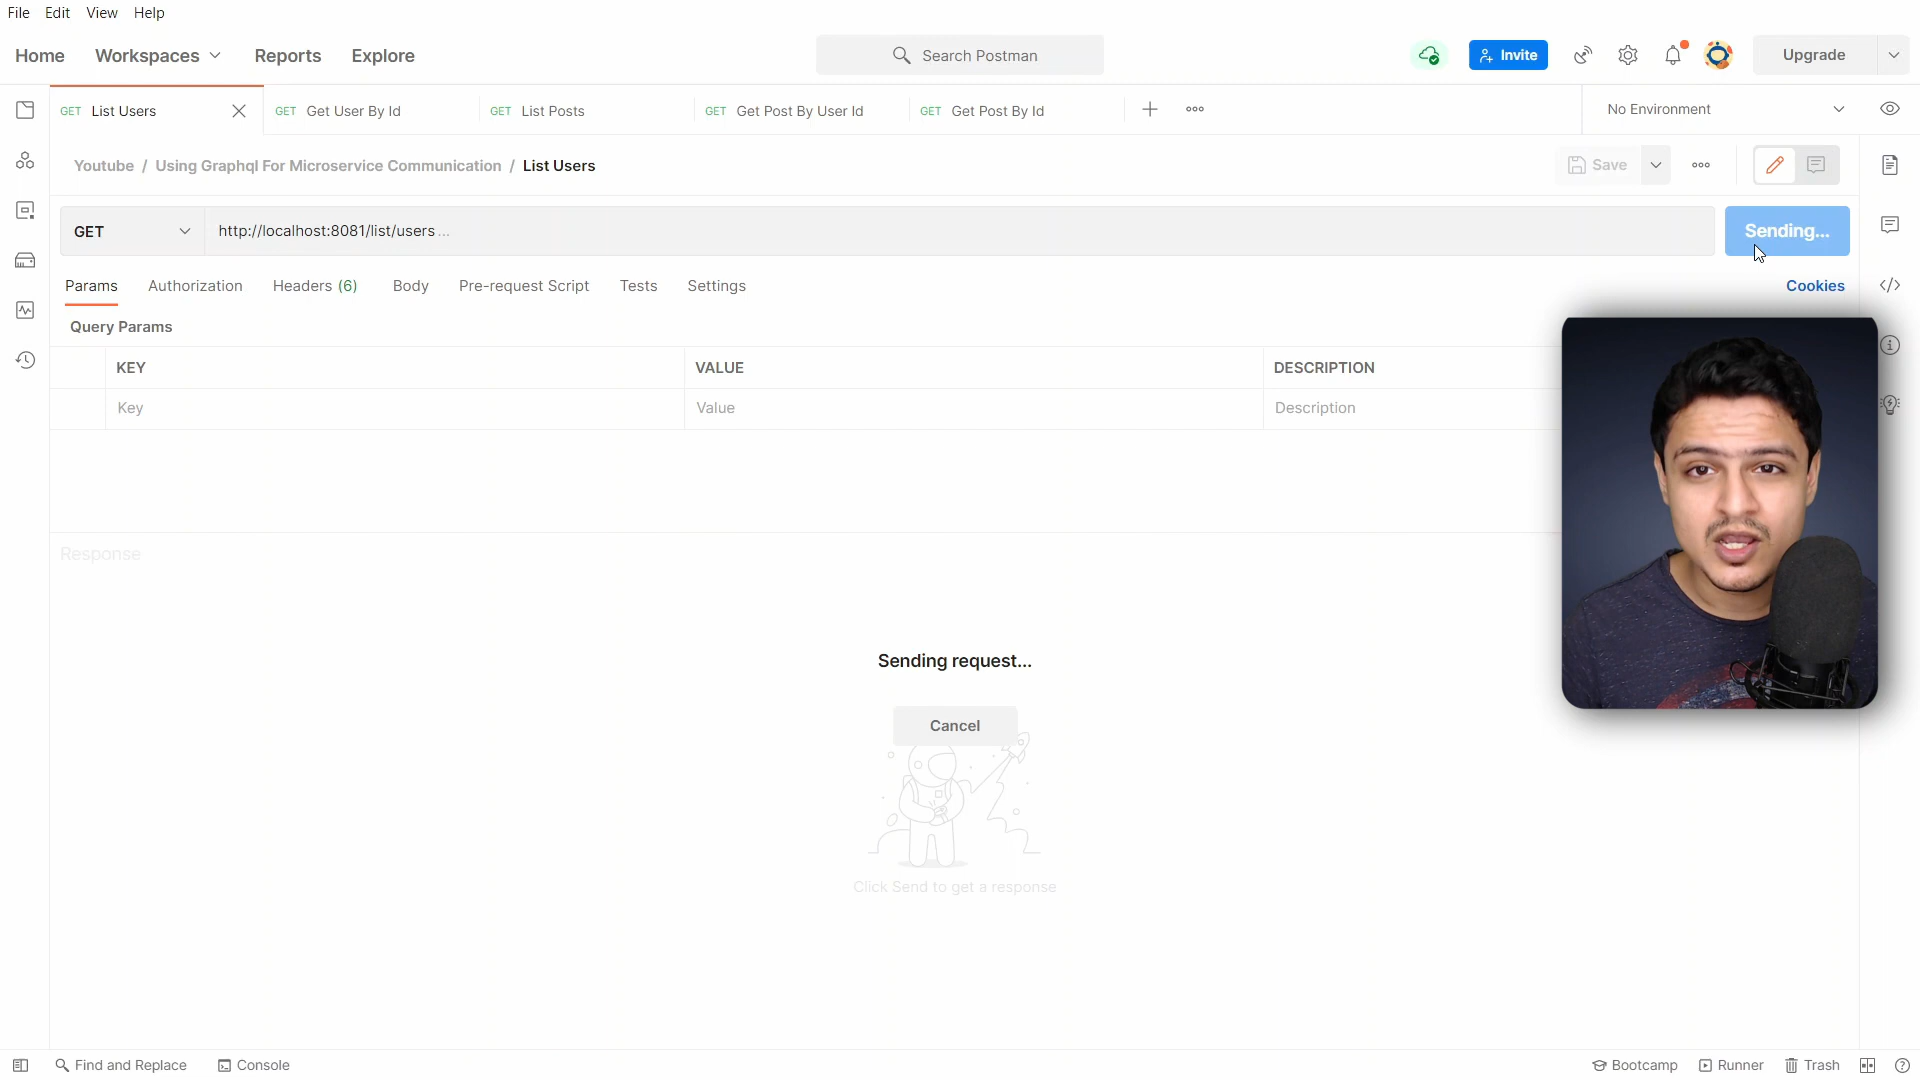 File Edit View Help
Home Workspaces Reports Explore Search Postman Invite Upgrade
GET List Users GET Get User By Id GET List Posts GET Get Post By User Id GET Get Post By Id No Environment
Youtube / Using Graphql For Microservice Communication / List Users Save
GET http://localhost:8081/list/users ... Sending...
Params Authorization Headers (6) Body Pre-request Script Tests Settings Cookies
Query Params
KEY VALUE DESCRIPTION
Key Value Description
Response
Sending request...
Cancel
Click Send to get a response
Find and Replace Console Bootcamp Runner Trash